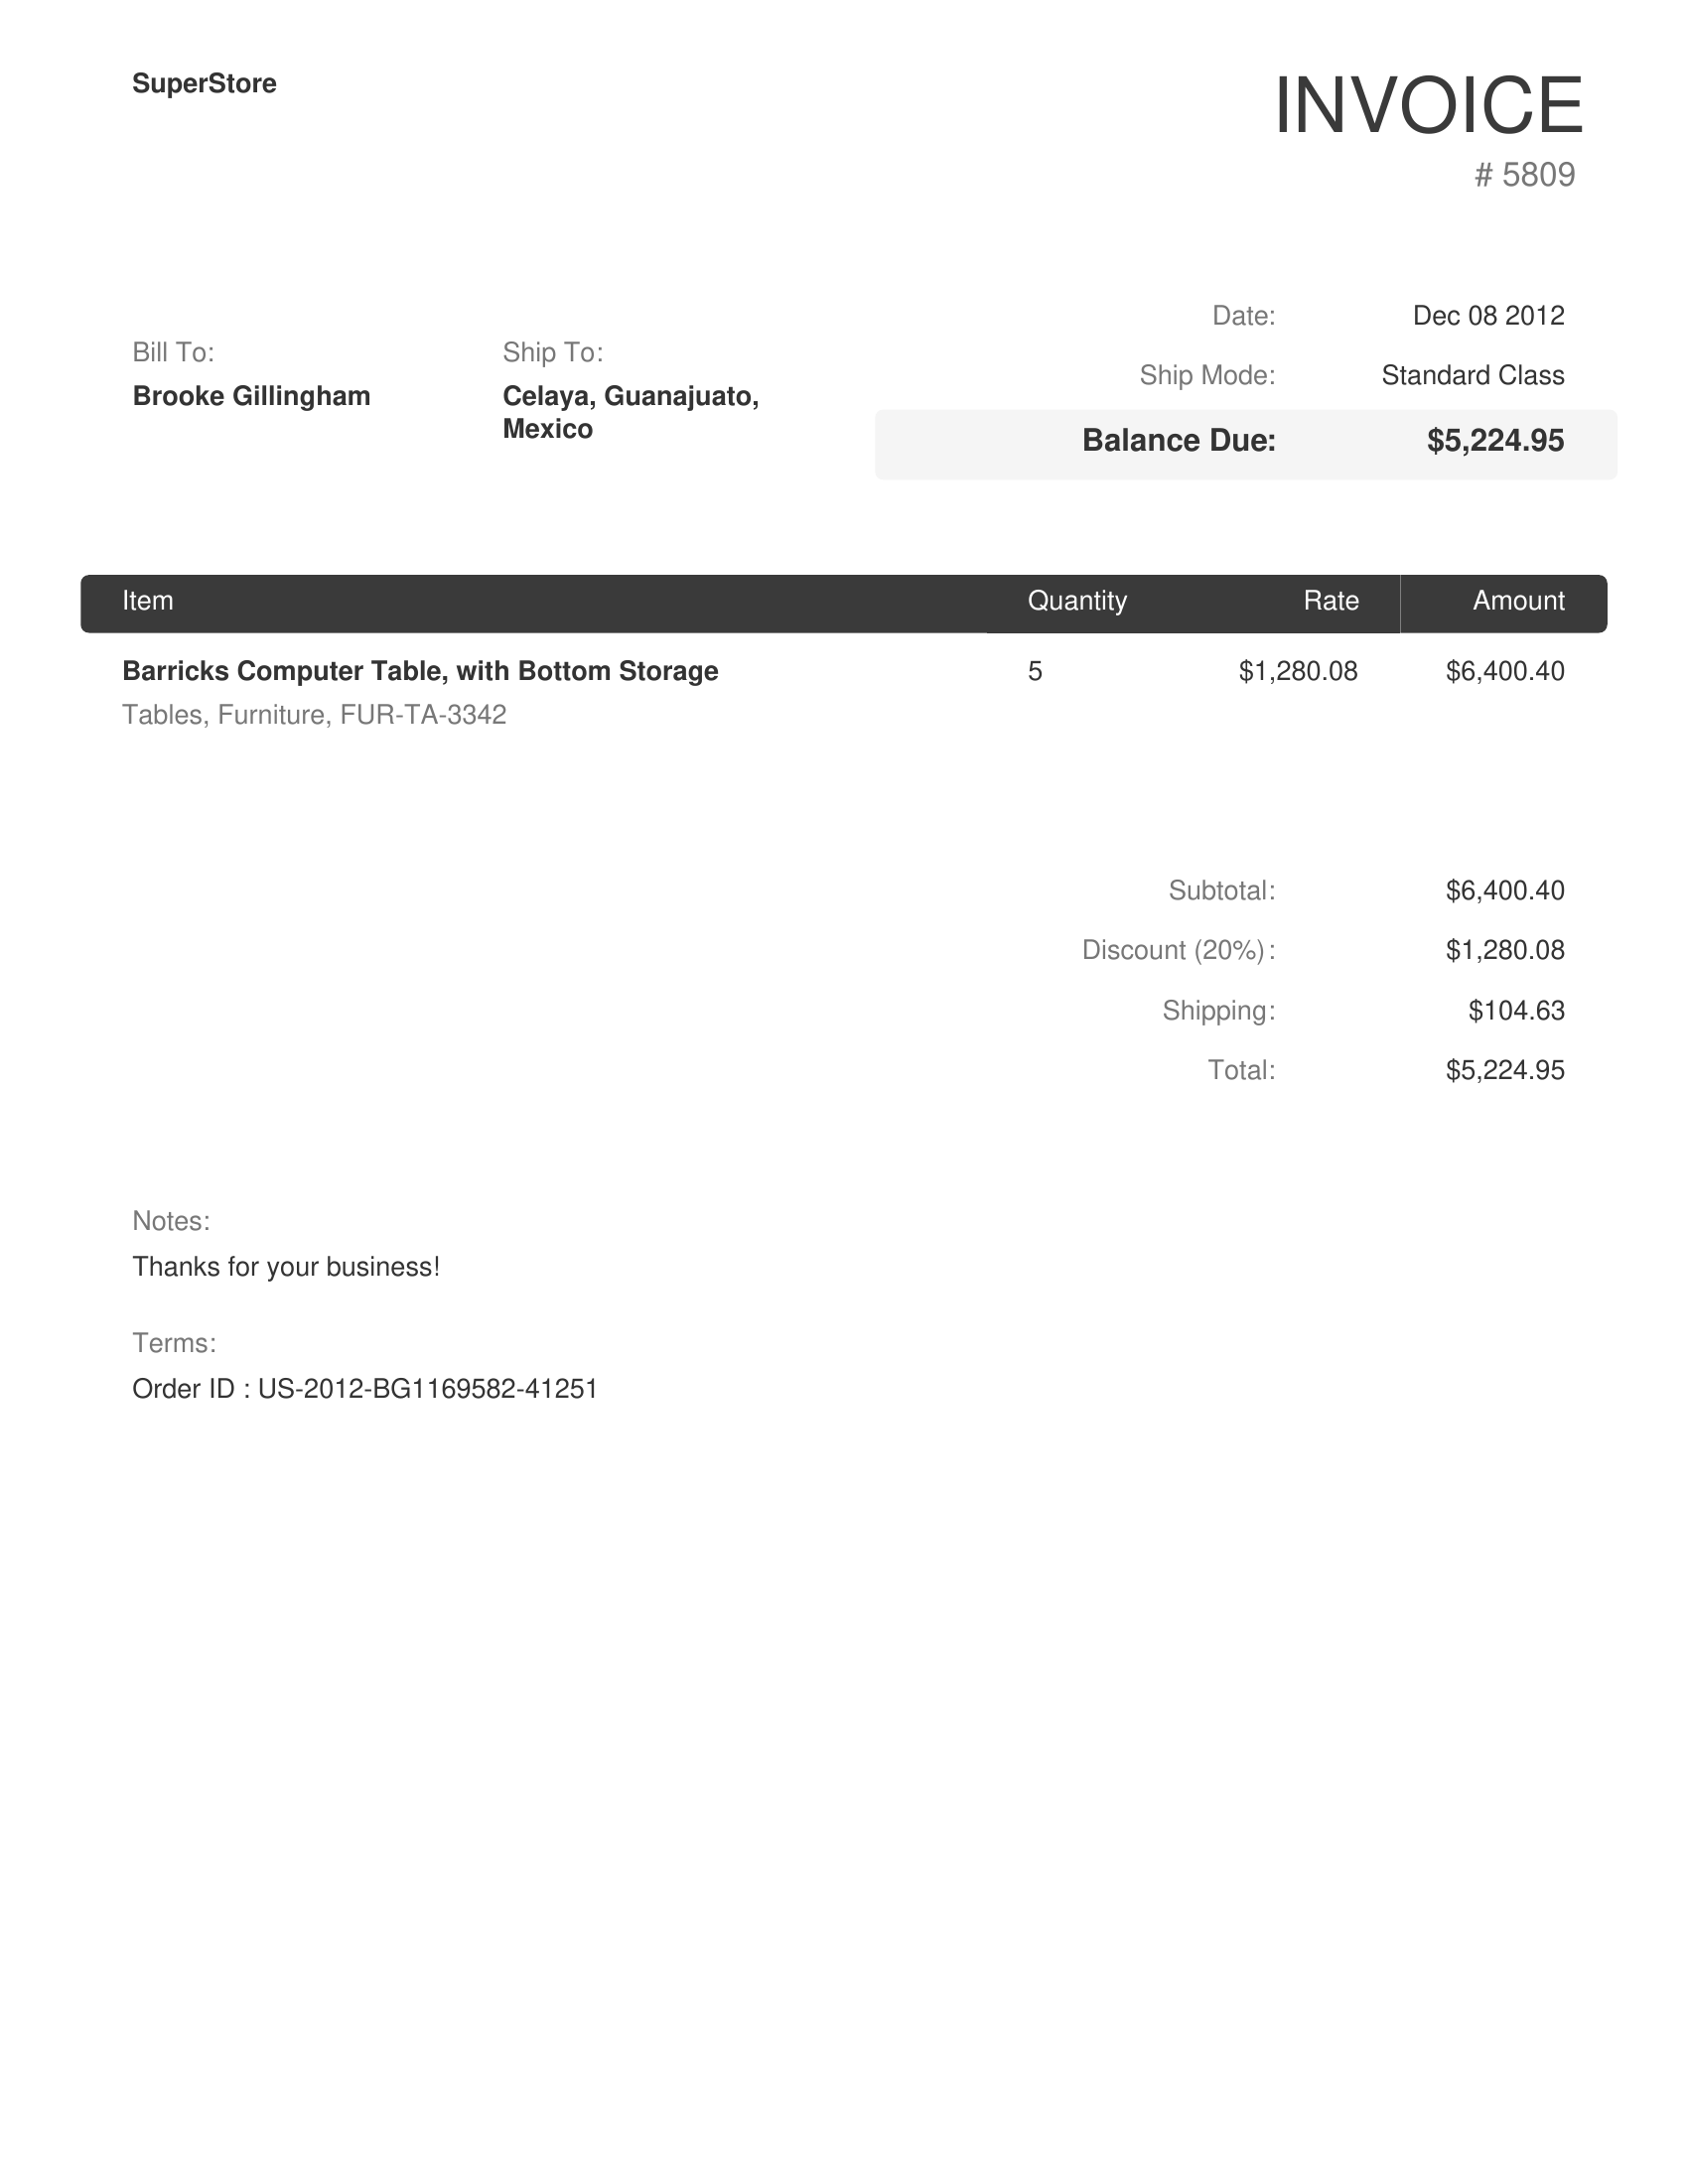 SuperStore
INVOICE
# 5809
Date: Dec 08 2012
Ship Mode: Standard Class
Balance Due: $5,224.95
Bill To:
Brooke Gillingham
Ship To:
Celaya, Guanajuato,
Mexico
Item Quantity Rate Amount
Barricks Computer Table, with Bottom Storage 5 $1,280.08 $6,400.40
Tables, Furniture, FUR-TA-3342
Subtotal: $6,400.40
Discount (20%): $1,280.08
Shipping: $104.63
Total: $5,224.95
Notes:
Thanks for your business!
Terms:
Order ID : US-2012-BG1169582-41251